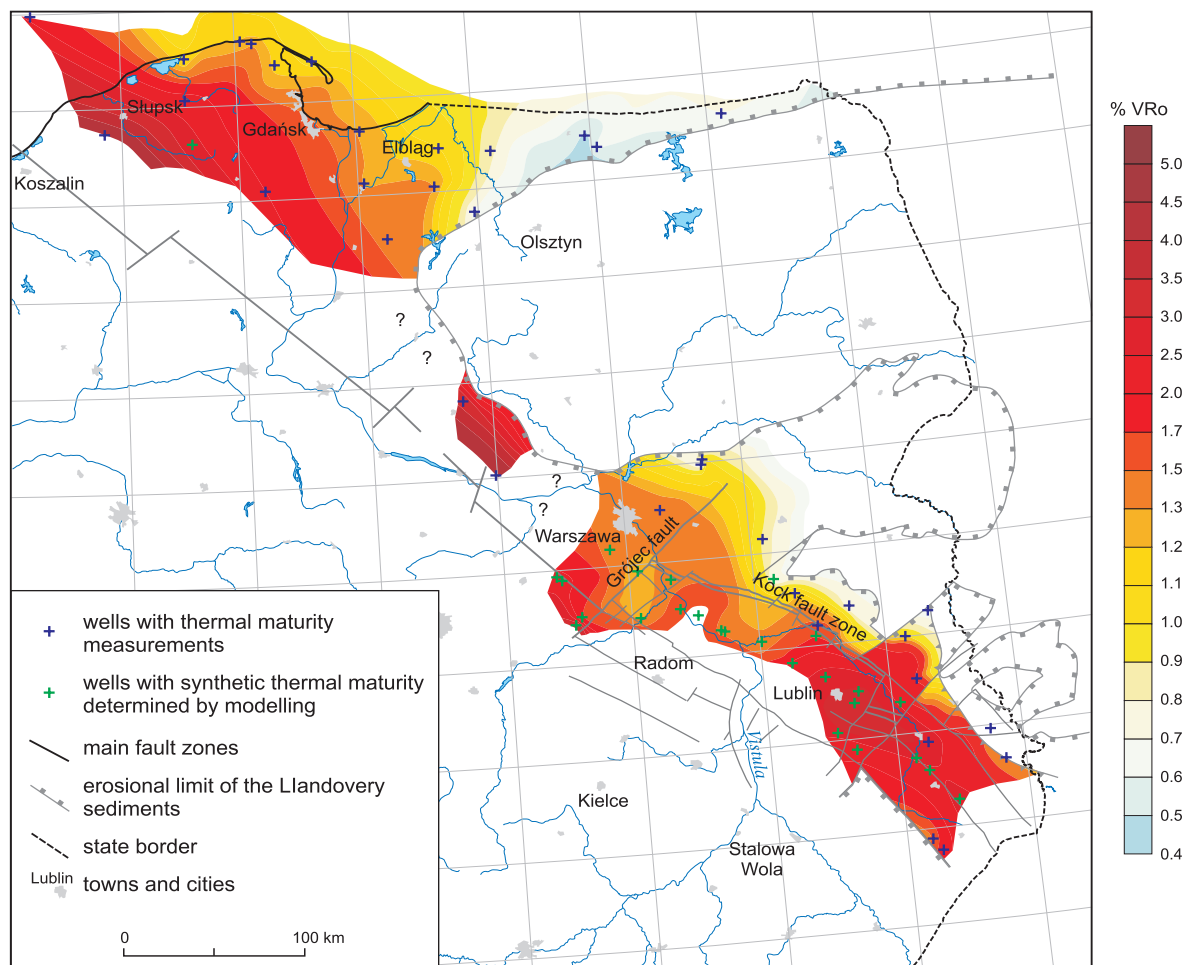 % VRo
5.0
4.5
4.0
3.5
3.0
2.5
2.0
1.7
1.5
1.3
1.2
1.1
1.0
0.9
0.8
0.7
0.6
0.5
0.4
Słupsk
Gdańsk
Elbląg
Koszalin
Olsztyn
?
?
?
?
Warszawa
Grójec fault
Kock fault zone
Radom
Lublin
Vistula
Kielce
Stalowa
Wola
wells with thermal maturity
measurements
wells with synthetic thermal maturity
determined by modelling
main fault zones
erosional limit of the Llandovery
sediments
state border
Lublin towns and cities
0 100 km